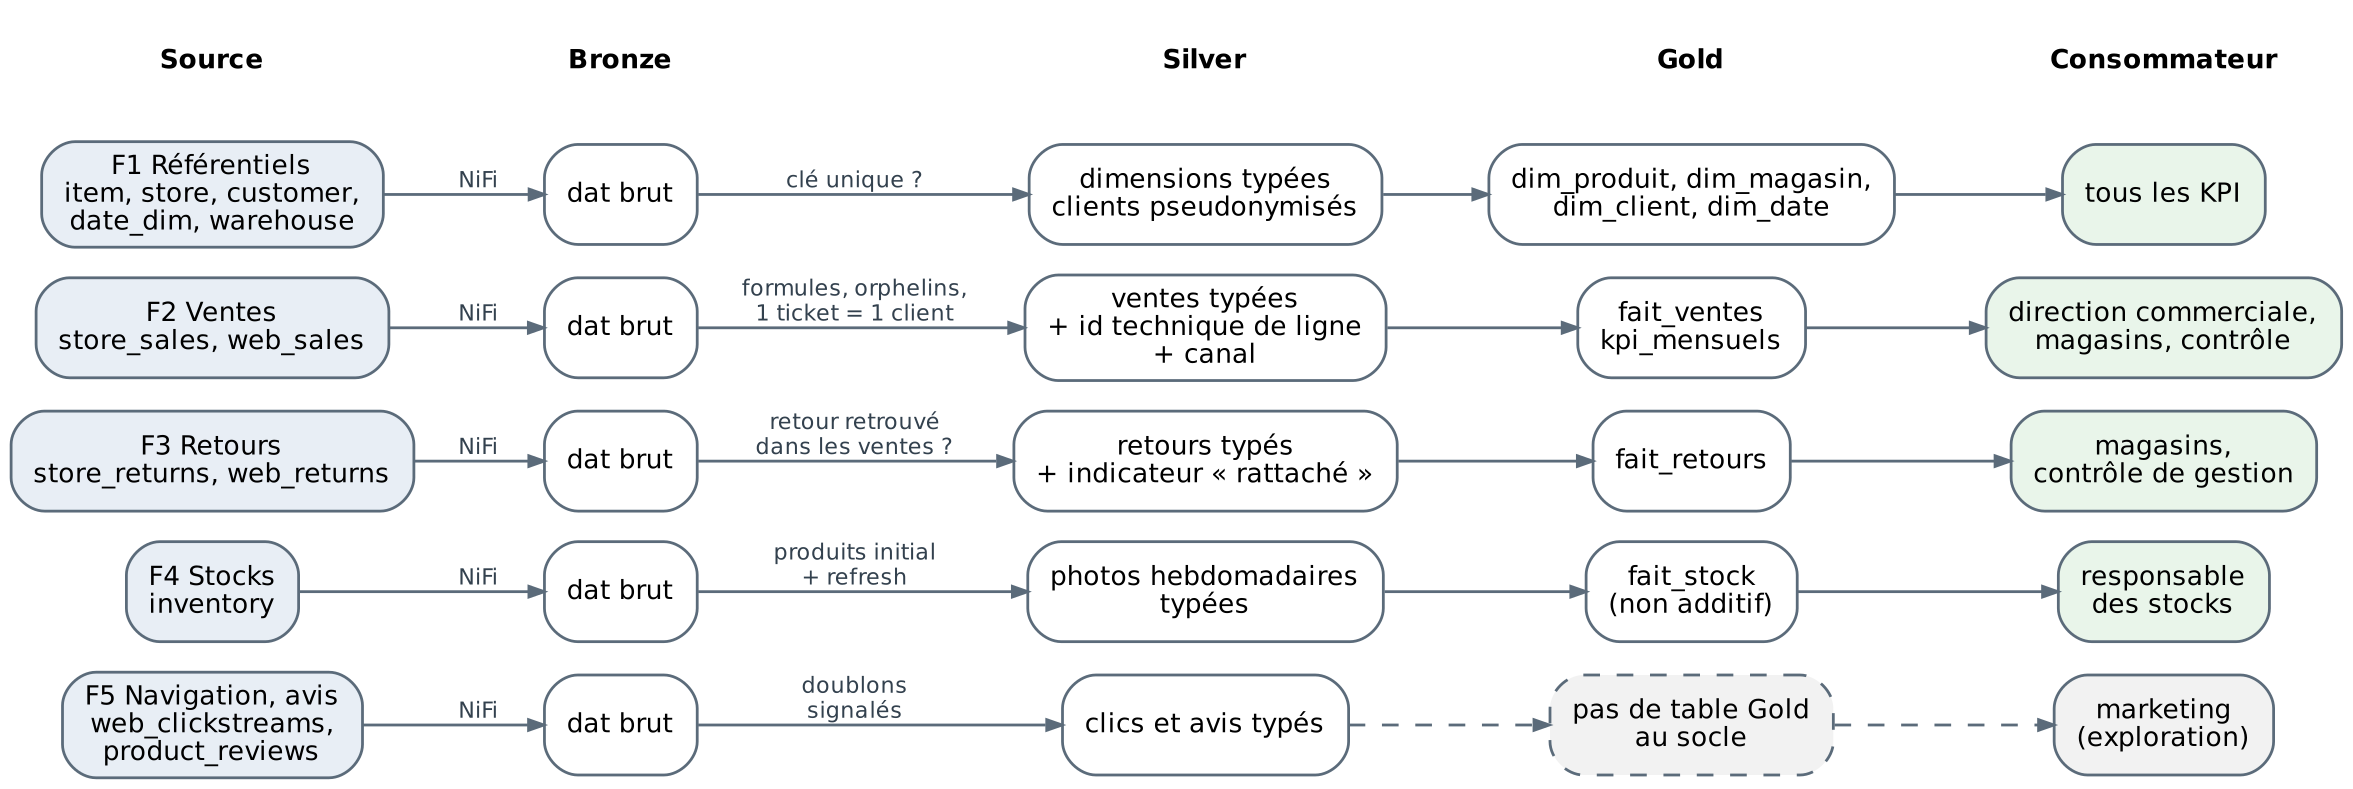 Source
Bronze
Silver
Gold
Consommateur
F1 Référentiels
item, store, customer,
date_dim, warehouse
NiFi
dat brut
clé unique ?
dimensions typées
clients pseudonymisés
dim_produit, dim_magasin,
dim_client, dim_date
tous les KPI
F2 Ventes
store_sales, web_sales
NiFi
dat brut
formules, orphelins,
1 ticket = 1 client
ventes typées
+ id technique de ligne
+ canal
fait_ventes
kpi_mensuels
direction commerciale,
magasins, contrôle
F3 Retours
store_returns, web_returns
NiFi
dat brut
retour retrouvé
dans les ventes ?
retours typés
+ indicateur « rattaché »
fait_retours
magasins,
contrôle de gestion
F4 Stocks
inventory
NiFi
dat brut
produits initial
+ refresh
photos hebdomadaires
typées
fait_stock
(non additif)
responsable
des stocks
F5 Navigation, avis
web_clickstreams,
product_reviews
NiFi
dat brut
doublons
signalés
clics et avis typés
pas de table Gold
au socle
marketing
(exploration)